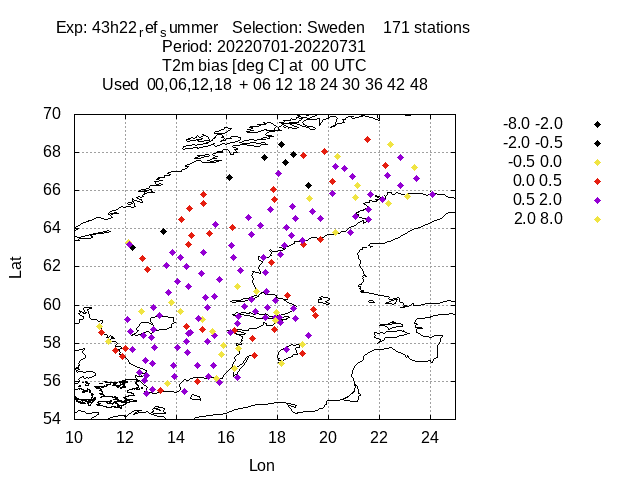 Exp: 43h22refsummer Selection: Sweden 171 stations
Period: 20220701-20220731
T2m bias [deg C] at 00 UTC
Used 00,06,12,18 + 06 12 18 24 30 36 42 48
-8.0 -2.0
-2.0 -0.5
-0.5 0.0
0.0 0.5
0.5 2.0
2.0 8.0
70
68
66
64
62
60
58
56
54
Lat
10 12 14 16 18 20 22 24
Lon